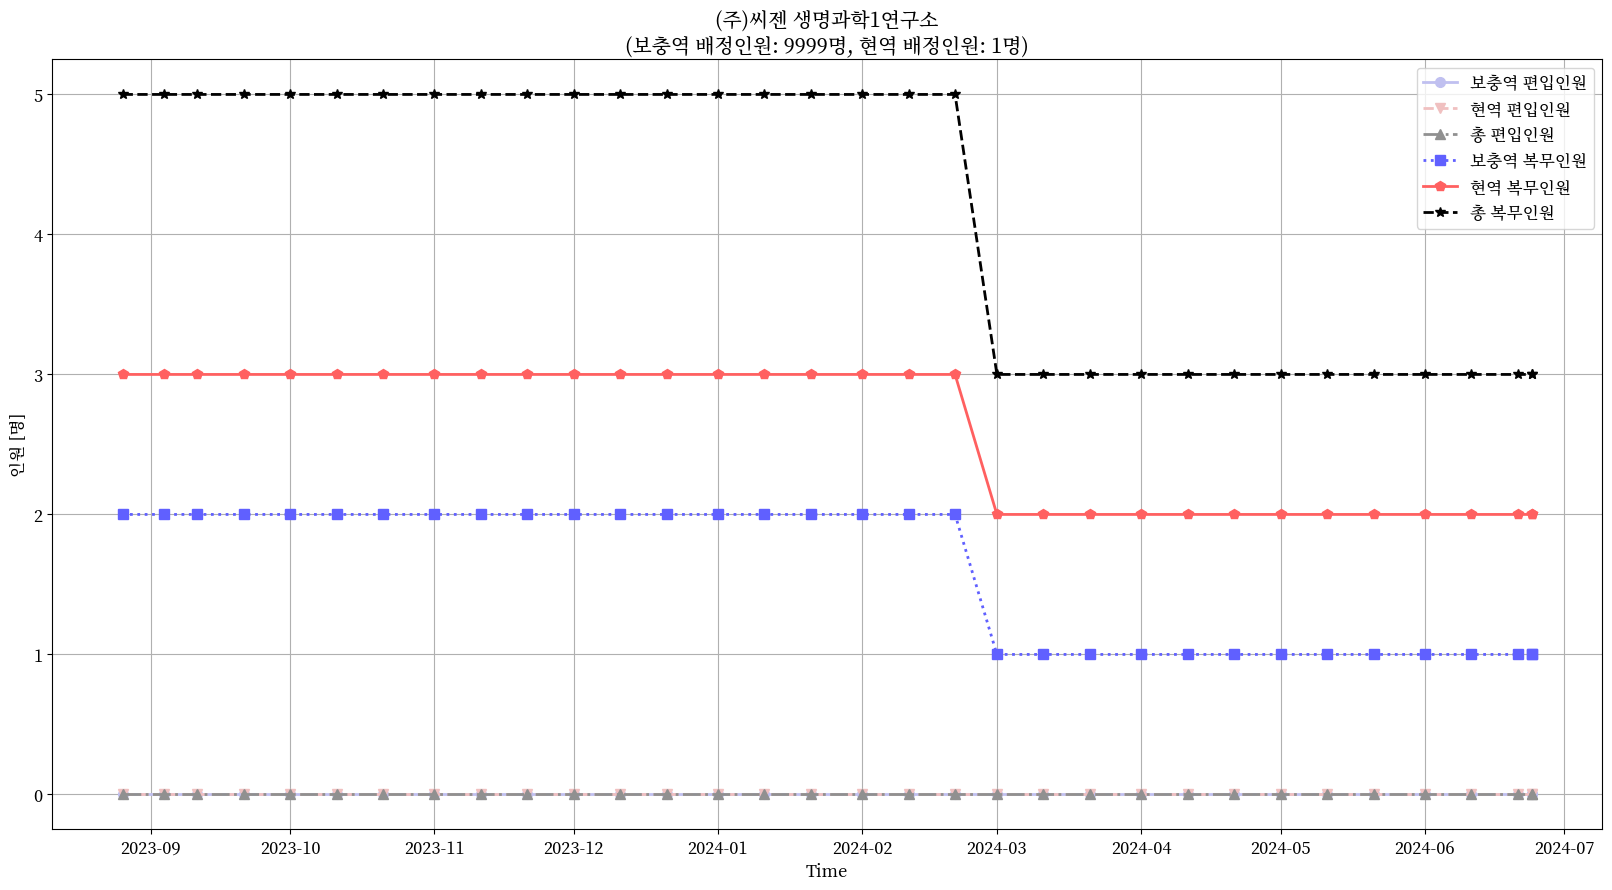 (주)씨젠 생명과학1연구소
(보충역 배정인원: 9999명, 현역 배정인원: 1명)
보충역 편입인원
현역 편입인원
총 편입인원
보충역 복무인원
현역 복무인원
총 복무인원
인원 [명]
5
4
3
2
1
0
2023-09 2023-10 2023-11 2023-12 2024-01 2024-02 2024-03 2024-04 2024-05 2024-06 2024-07
Time